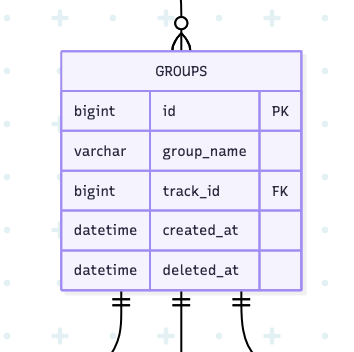 GROUPS
bigint id PK
varchar group_name
bigint track_id FK
datetime created_at
datetime deleted_at